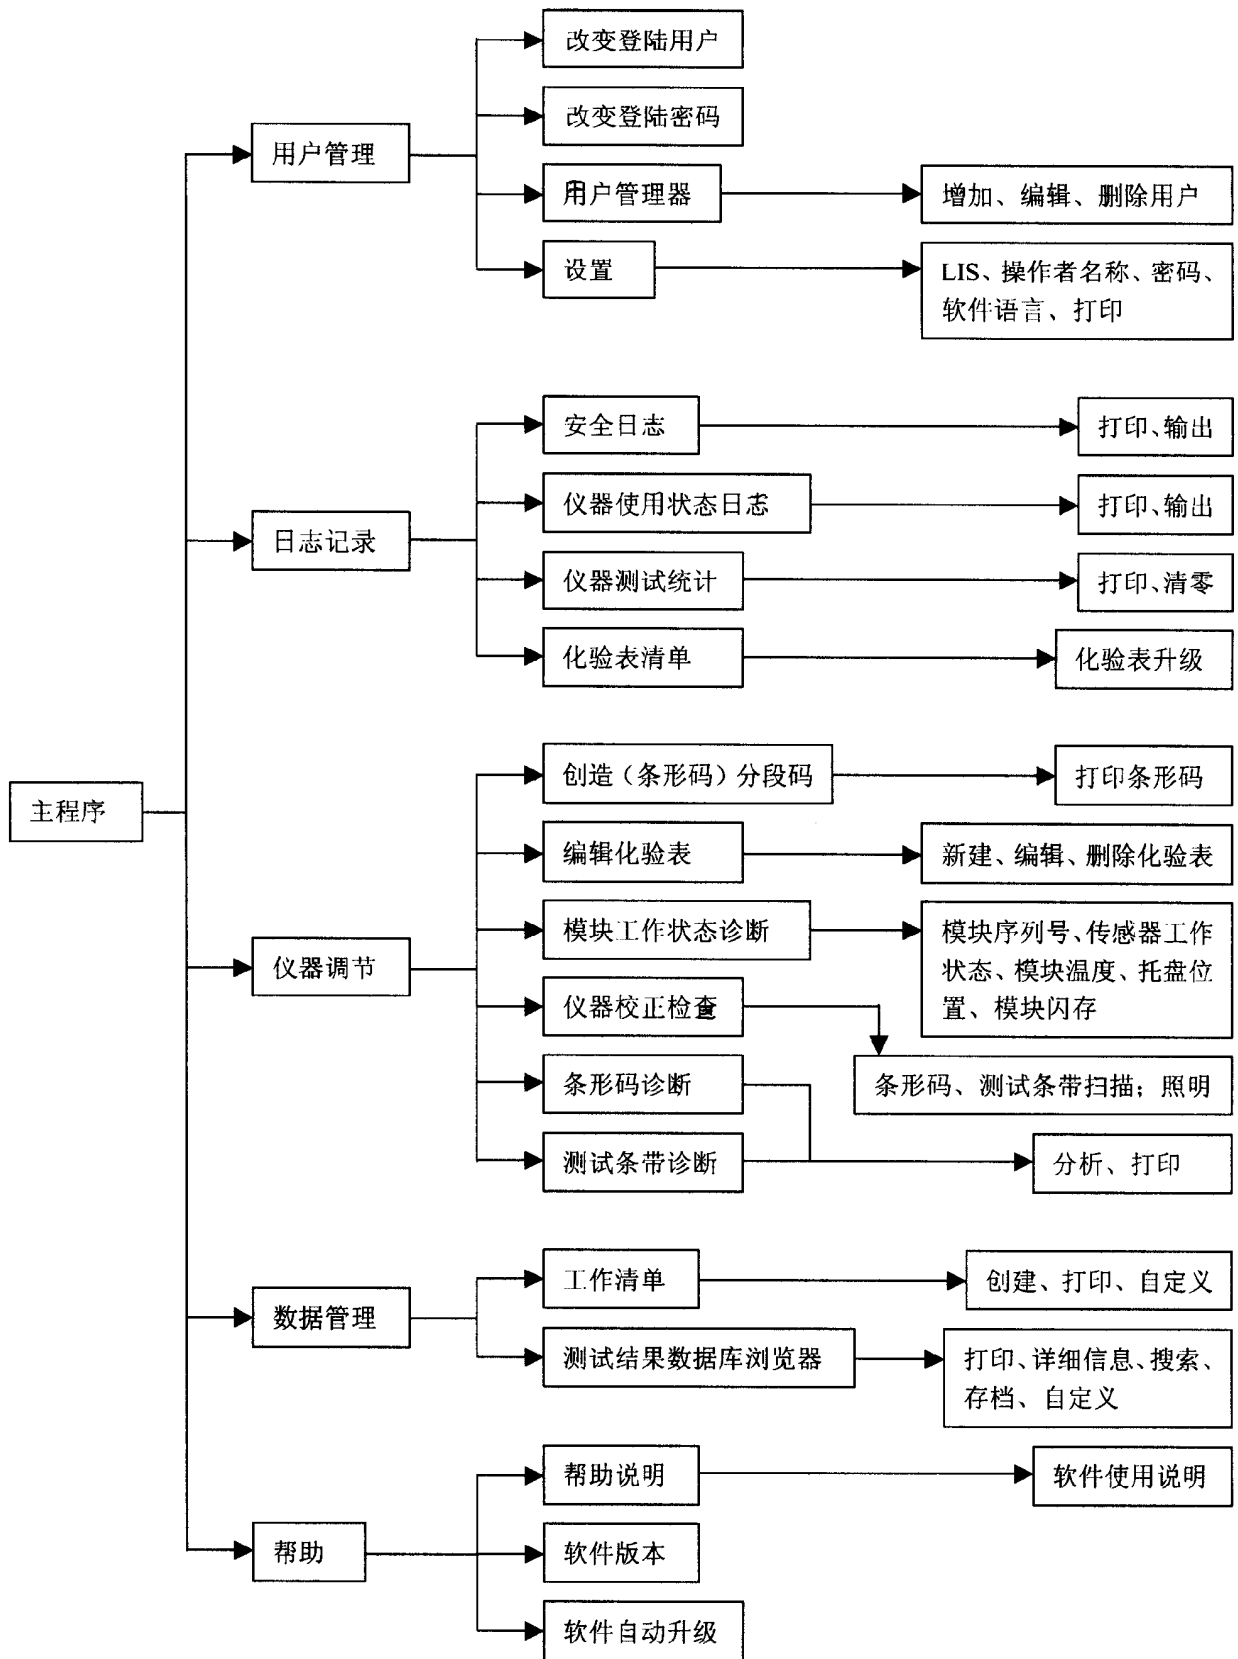 改变登陆用户
改变登陆密码
用户管理
用户管理器
增加、编辑、删除用户
设置
LIS、操作者名称、密码、
软件语言、打印
安全日志
打印、输出
仪器使用状态日志
打印、输出
日志记录
仪器测试统计
打印、清零
化验表清单
化验表升级
创造（条形码）分段码
打印条形码
主程序
编辑化验表
新建、编辑、删除化验表
模块工作状态诊断
模块序列号、传感器工作
状态、模块温度、托盘位
置、模块闪存
仪器调节
仪器校正检查
条形码诊断
条形码、测试条带扫描；照明
测试条带诊断
分析、打印
工作清单
创建、打印、自定义
数据管理
测试结果数据库浏览器
打印、详细信息、搜索、
存档、自定义
帮助说明
软件使用说明
帮助
软件版本
软件自动升级